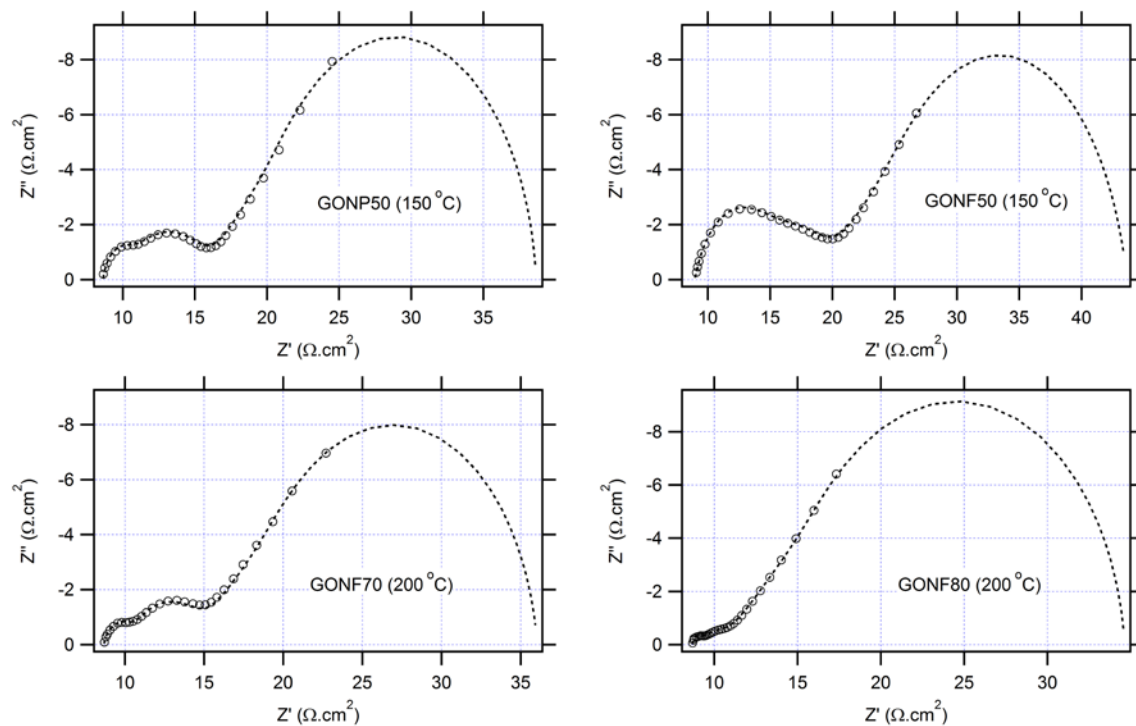 -8
-6
-4
-2
0
Z'' (Ω.cm²)
GONP50 (150 °C)
10 15 20 25 30 35
Z' (Ω.cm²)
-8
-6
-4
-2
0
Z'' (Ω.cm²)
GONF50 (150 °C)
10 15 20 25 30 35 40
Z' (Ω.cm²)
-8
-6
-4
-2
0
Z'' (Ω.cm²)
GONF70 (200 °C)
10 15 20 25 30 35
Z' (Ω.cm²)
-8
-6
-4
-2
0
Z'' (Ω.cm²)
GONF80 (200 °C)
10 15 20 25 30
Z' (Ω.cm²)